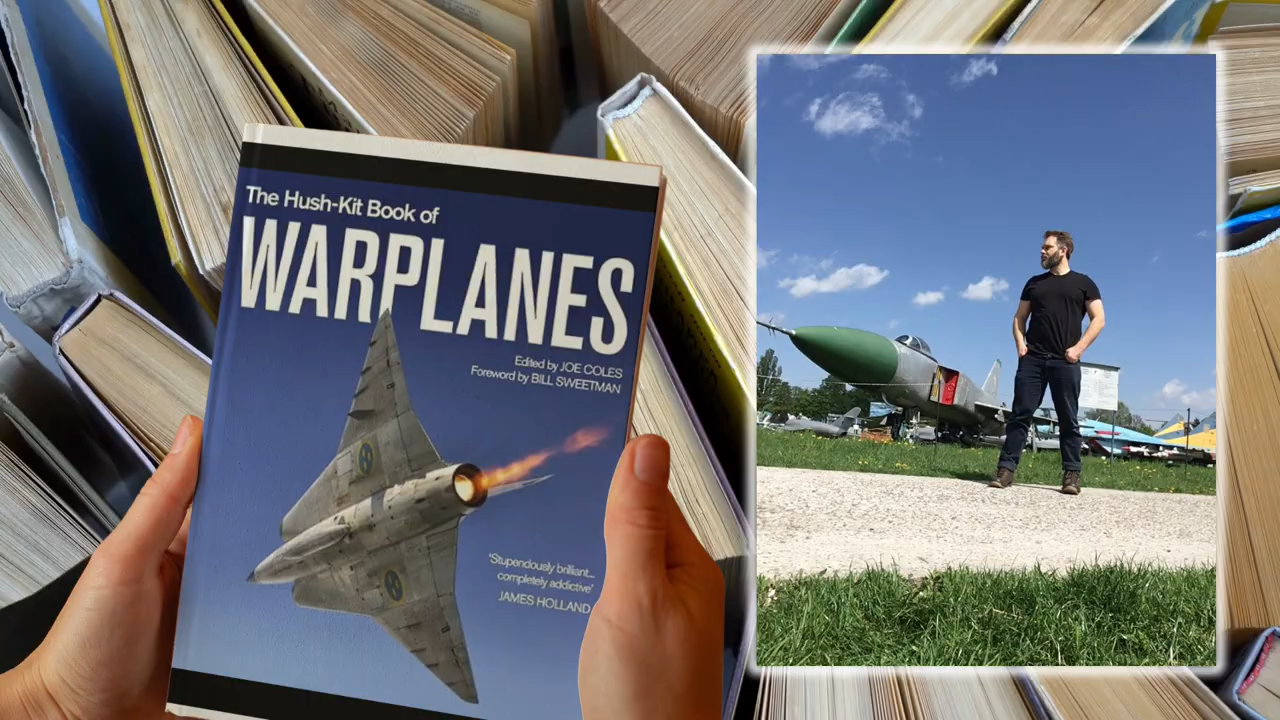 The Hush-Kit Book of
WARPLANES
Edited by JOE COLES
Foreword by BILL SWEETMAN
'Stupendously brilliant...
completely addictive'
JAMES HOLLAND